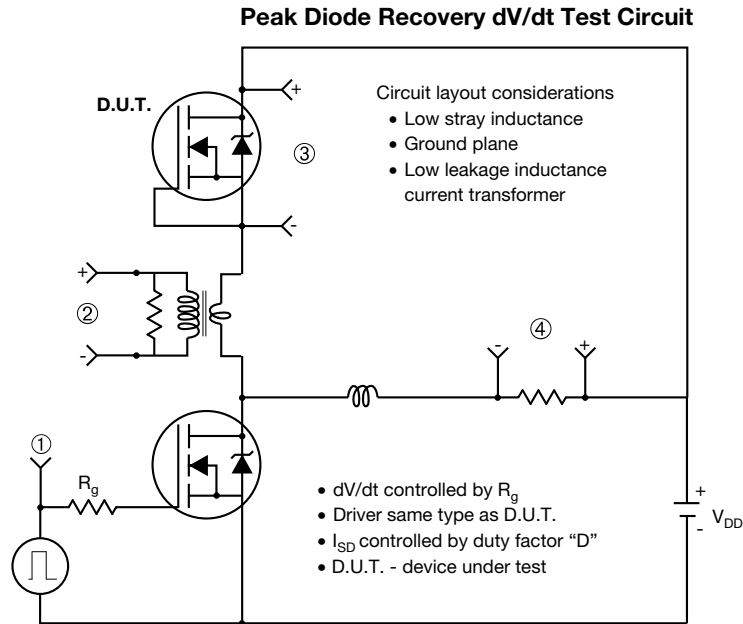 Peak Diode Recovery dV/dt Test Circuit
D.U.T.
+
Circuit layout considerations
• Low stray inductance
• Ground plane
• Low leakage inductance
current transformer
③
-
+
②
-
④
-
+
①
Rg
• dV/dt controlled by Rg
• Driver same type as D.U.T.
• ISD controlled by duty factor “D”
• D.U.T. - device under test
+
VDD
-